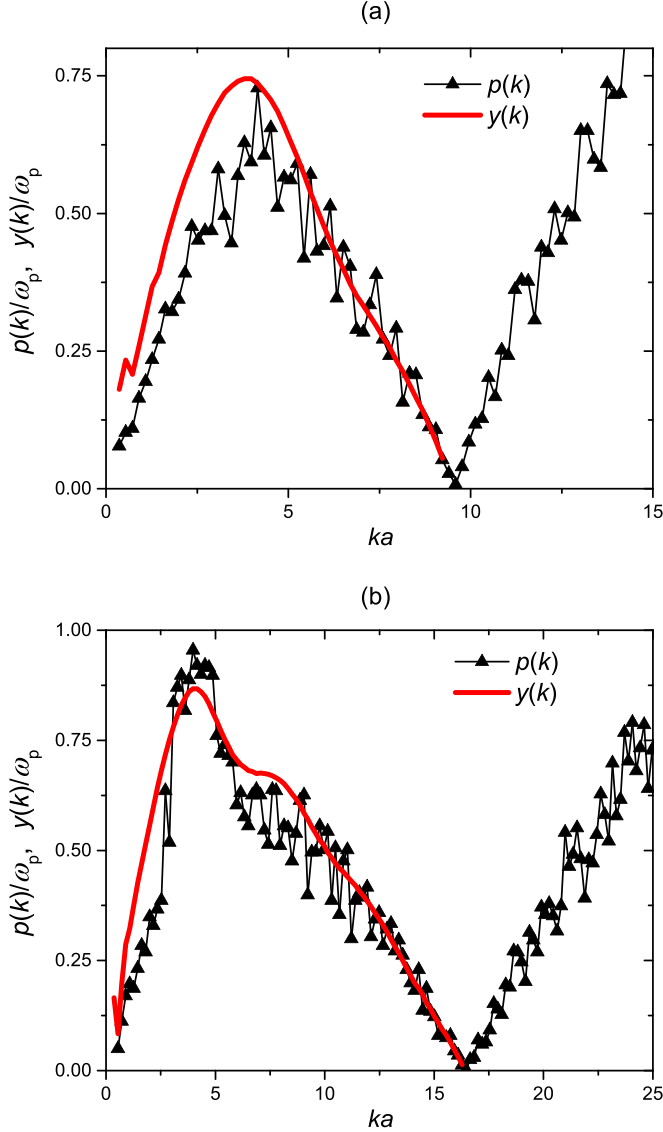 (a)
p(k)/ωp, y(k)/ωp
0.75
0.50
0.25
0.00
p(k)
y(k)
0 5 10 15
ka
(b)
p(k)/ωp, y(k)/ωp
1.00
0.75
0.50
0.25
0.00
p(k)
y(k)
0 5 10 15 20 25
ka